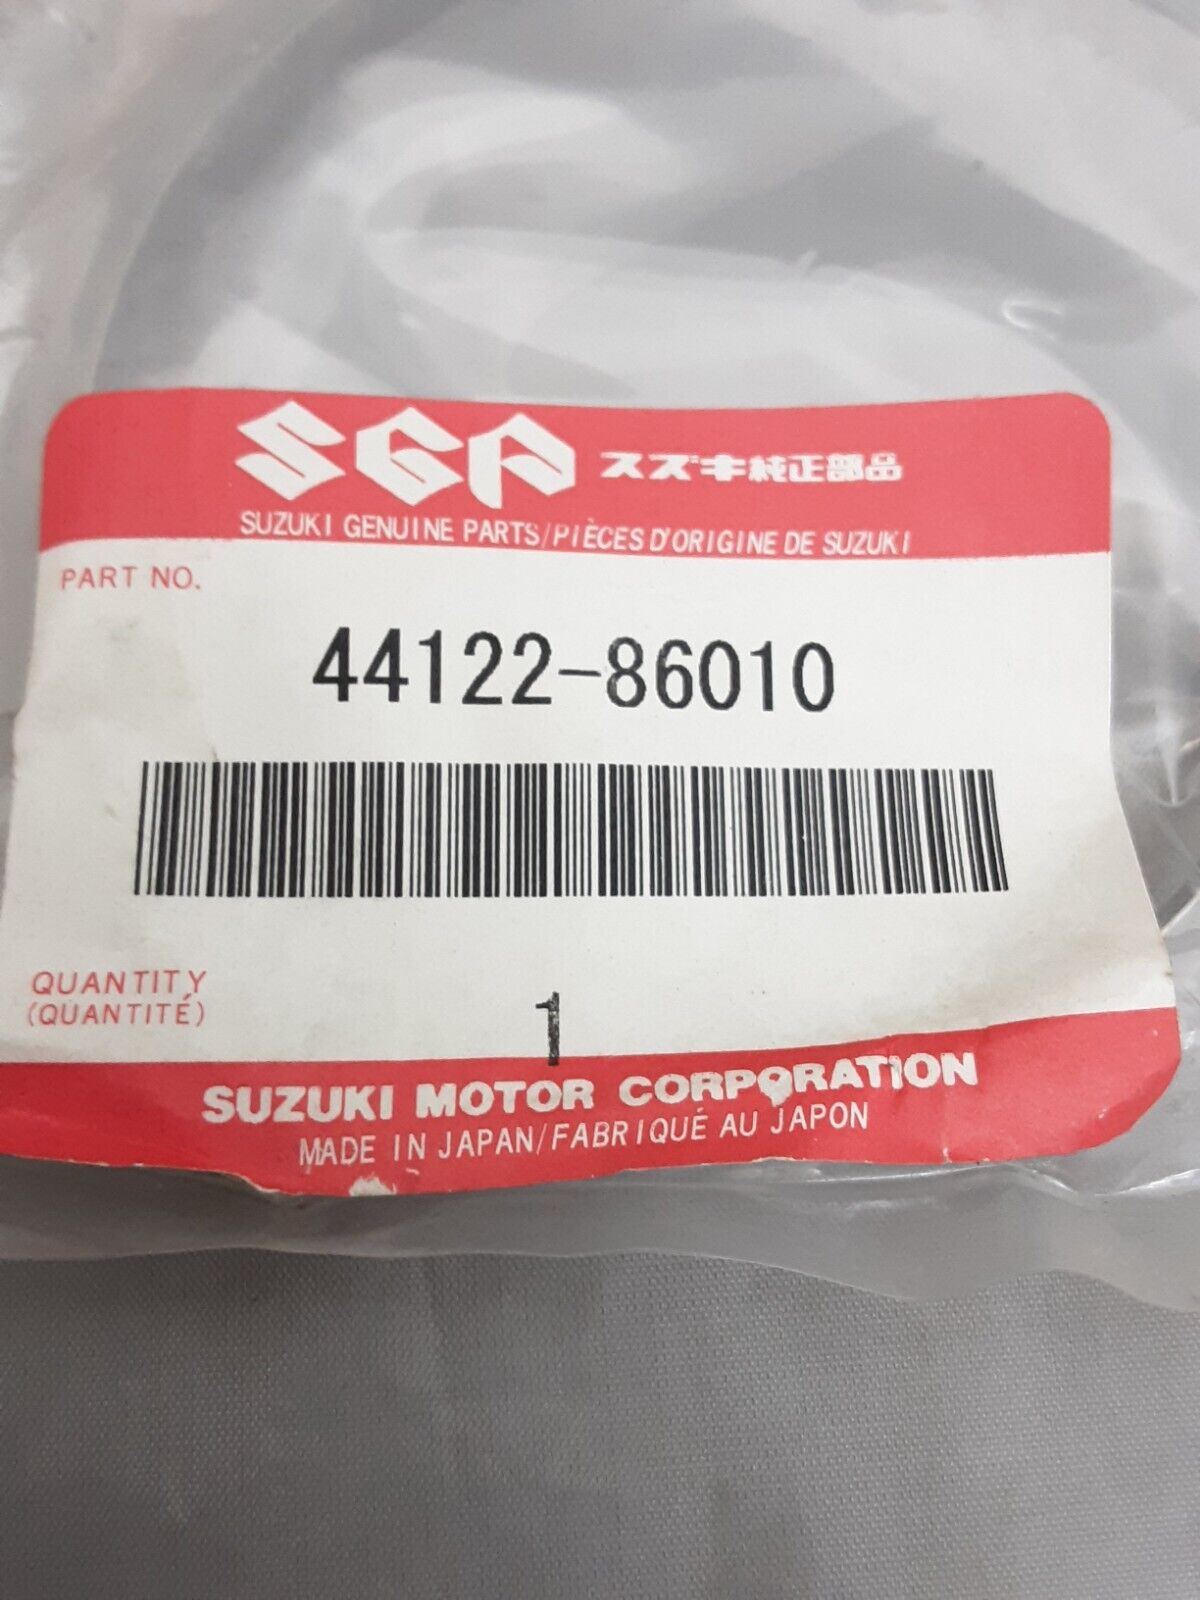 SGP スズキ純正部品
SUZUKI GENUINE PARTS/PIÈCES D'ORIGINE DE SUZUKI
PART NO.
44122-86010
QUANTITY
(QUANTITÉ)
1
SUZUKI MOTOR CORPORATION
MADE IN JAPAN/FABRIQUÉ AU JAPON